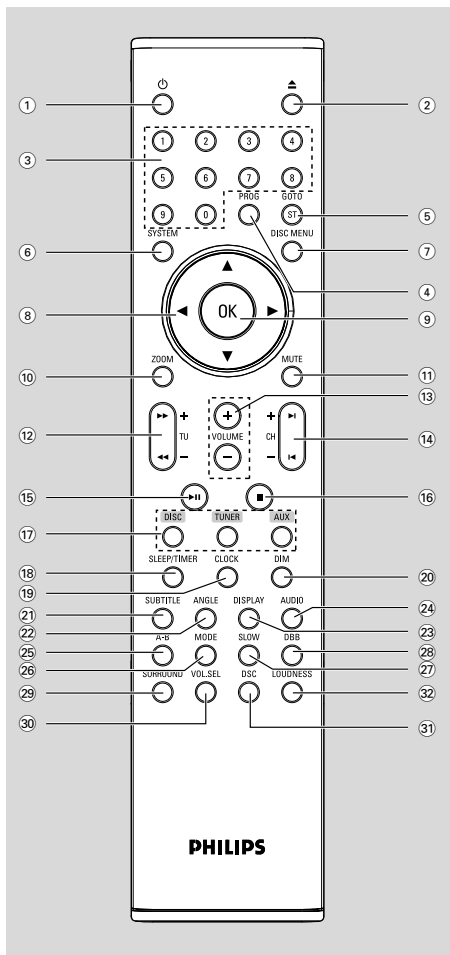 1 2
3
1 2 3 4
5 6 7 8
PROG GOTO
9 0 ST 5
SYSTEM DISC MENU
6 7
4
8 OK 9
ZOOM MUTE
10 11
13
12 + + 14
TU VOLUME CH
- - -
15 16
DISC TUNER AUX
17
SLEEP/TIMER CLOCK DIM
18 20
19
SUBTITLE ANGLE DISPLAY AUDIO
21 24
22 23
A-B MODE SLOW DBB
25 28
26 27
SURROUND VOL.SEL DSC LOUDNESS
29 32
30 31
PHILIPS